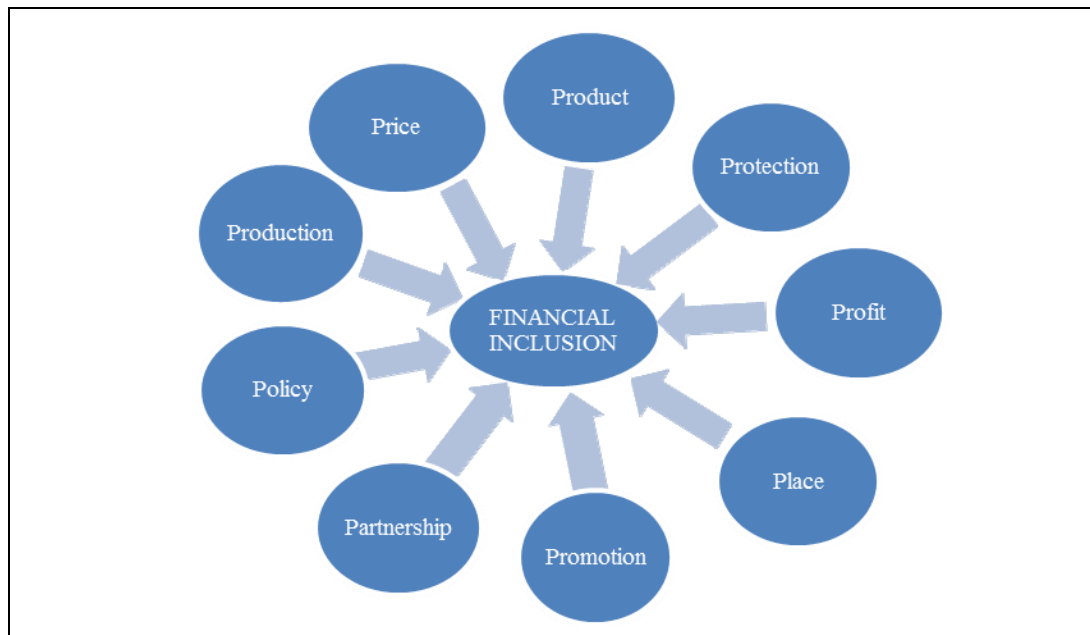 Product
Price
Protection
Production
Profit
FINANCIAL
INCLUSION
Policy
Place
Partnership
Promotion